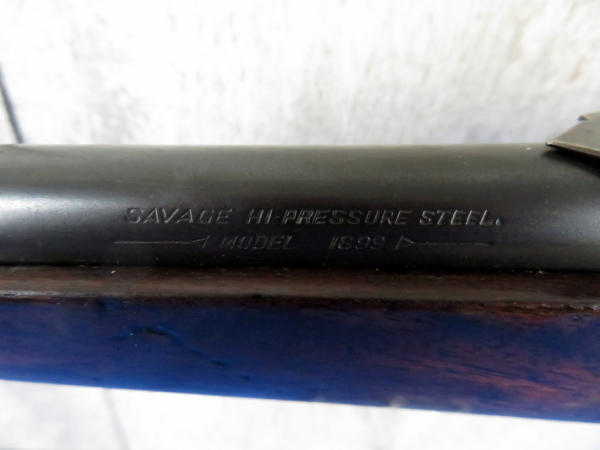 SAVAGE HI-PRESSURE STEEL.
MODEL 1899